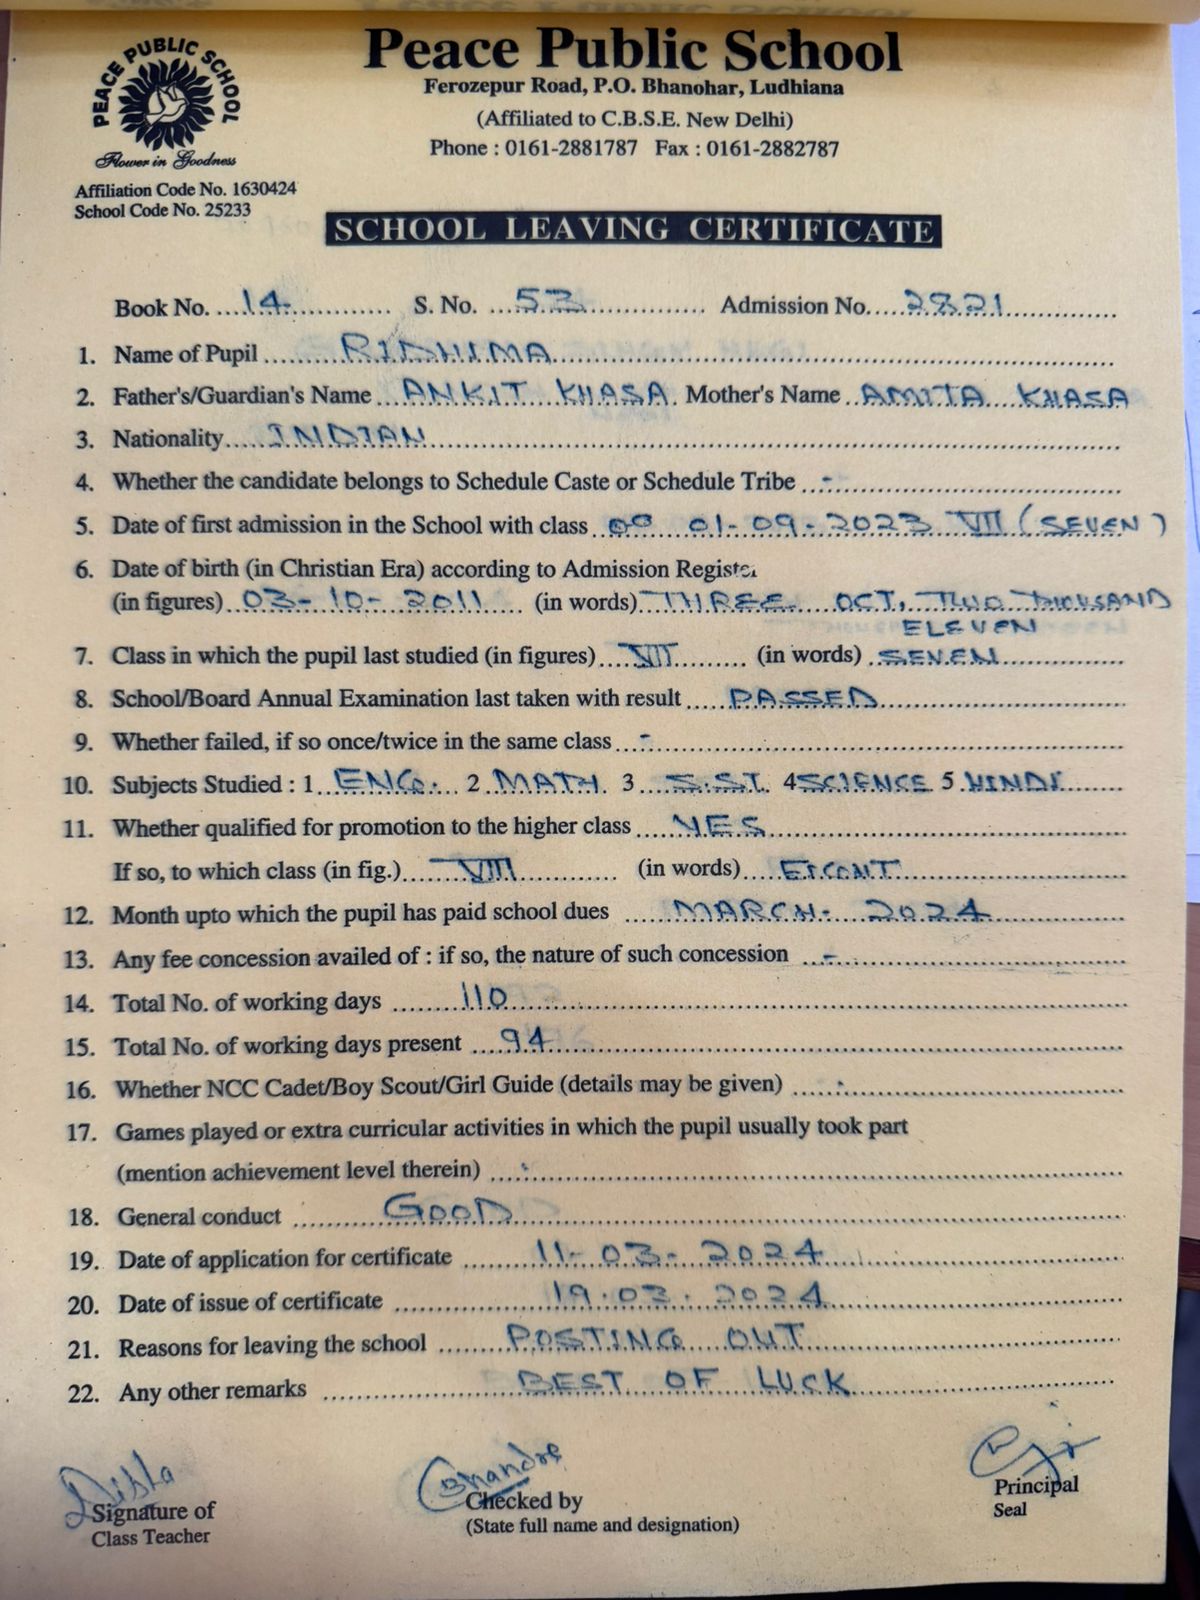 Peace Public School
Ferozepur Road, P.O. Bhanohar, Ludhiana
(Affiliated to C.B.S.E. New Delhi)
Phone : 0161-2881787 Fax : 0161-2882787
PEACE PUBLIC SCHOOL
Flower in Goodness
Affiliation Code No. 1630424
School Code No. 25233
SCHOOL LEAVING CERTIFICATE
Book No. 14- S. No. 53 Admission No. 2821
1. Name of Pupil RIDHIMA
2. Father's/Guardian's Name ANKIT KHASA Mother's Name AMITA KHASA
3. Nationality INDIAN
4. Whether the candidate belongs to Schedule Caste or Schedule Tribe -
5. Date of first admission in the School with class 01-09-2023 VII (SEVEN)
6. Date of birth (in Christian Era) according to Admission Register
(in figures) 03-10-2011 (in words) THREE OCT, TWO THOUSAND
ELEVEN
7. Class in which the pupil last studied (in figures) VII (in words) SEVEN
8. School/Board Annual Examination last taken with result PASSED
9. Whether failed, if so once/twice in the same class -
10. Subjects Studied : 1 ENG. 2 MATH. 3 S.ST. 4 SCIENCE 5 HINDI
11. Whether qualified for promotion to the higher class YES
If so, to which class (in fig.) VIII (in words) EIGHT
12. Month upto which the pupil has paid school dues MARCH- 2024
13. Any fee concession availed of : if so, the nature of such concession -
14. Total No. of working days 110
15. Total No. of working days present 94
16. Whether NCC Cadet/Boy Scout/Girl Guide (details may be given) -
17. Games played or extra curricular activities in which the pupil usually took part
(mention achievement level therein) -
18. General conduct GOOD
19. Date of application for certificate 11-03-2024
20. Date of issue of certificate 19.03.2024
21. Reasons for leaving the school POSTING OUT
22. Any other remarks BEST OF LUCK
Signature of
Class Teacher
Checked by
(State full name and designation)
Principal
Seal